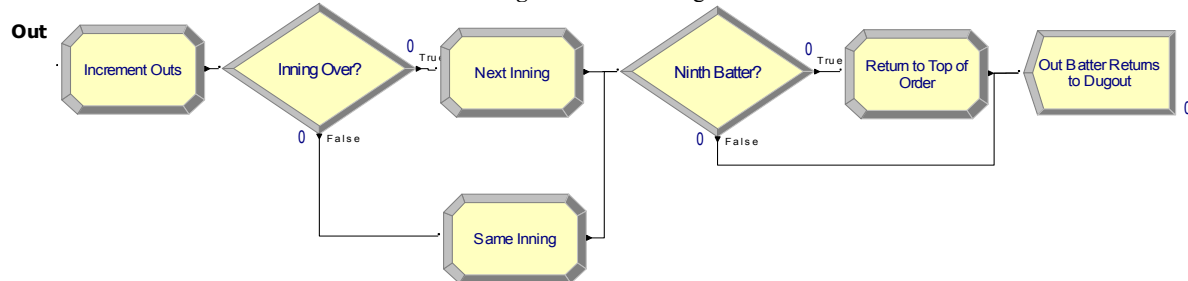 Out
Increment Outs
Inning Over?
0
True
0
False
Next Inning
Same Inning
Ninth Batter?
0
True
0
False
Return to Top of
Order
Out Batter Returns
to Dugout
0